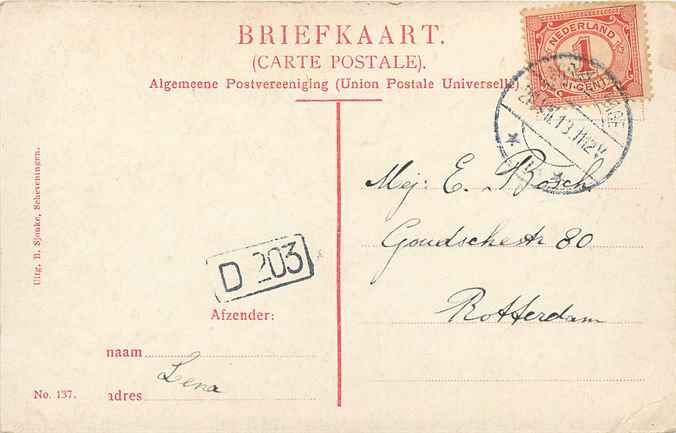 BRIEFKAART.
(CARTE POSTALE).
Algemeene Postvereeniging (Union Postale Universelle)
NEDERLAND
1
CENT
Mej: E. Bosch
Goudschestr 80
Rotterdam
Uitg. B. Sjouke, Scheveningen.
D 203
Afzender:
naam
Lena
No. 137.
adres